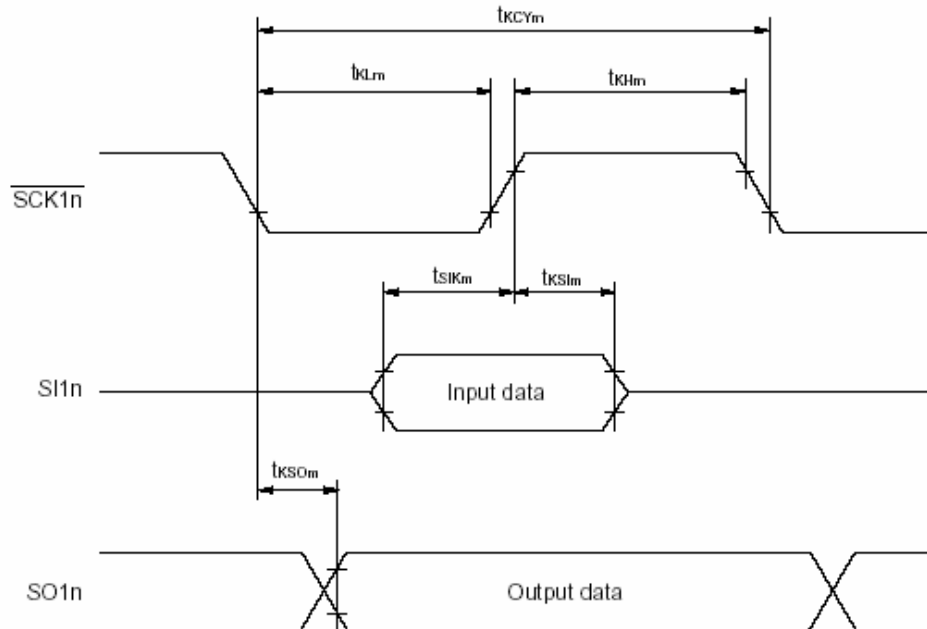 tKCYm
tKLm
tKHm
SCK1n
tSIKm
tKSIm
SI1n
Input data
tKSOm
SO1n
Output data